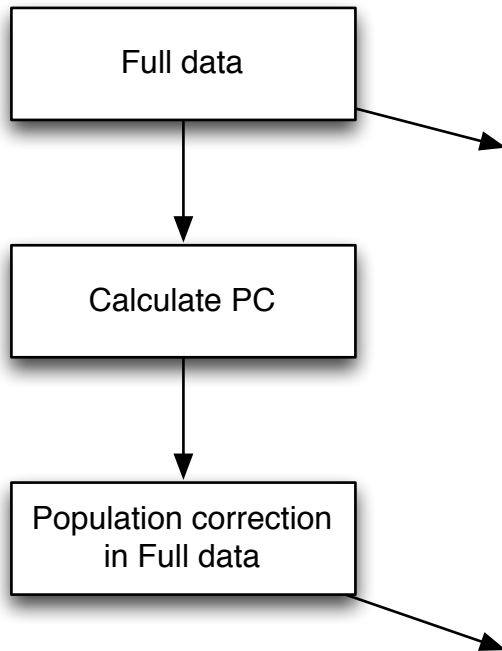 Full data
Calculate PC
Population correction
in Full data